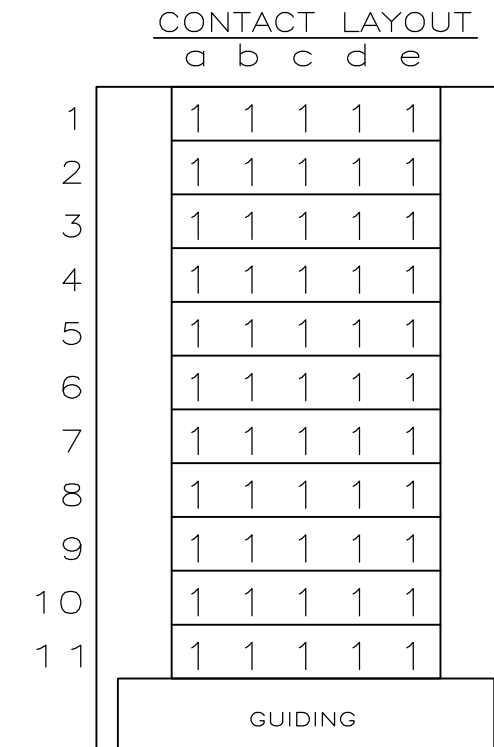 CONTACT LAYOUT
a b c d e
1 1 1 1 1 1
2 1 1 1 1 1
3 1 1 1 1 1
4 1 1 1 1 1
5 1 1 1 1 1
6 1 1 1 1 1
7 1 1 1 1 1
8 1 1 1 1 1
9 1 1 1 1 1
10 1 1 1 1 1
11 1 1 1 1 1
GUIDING